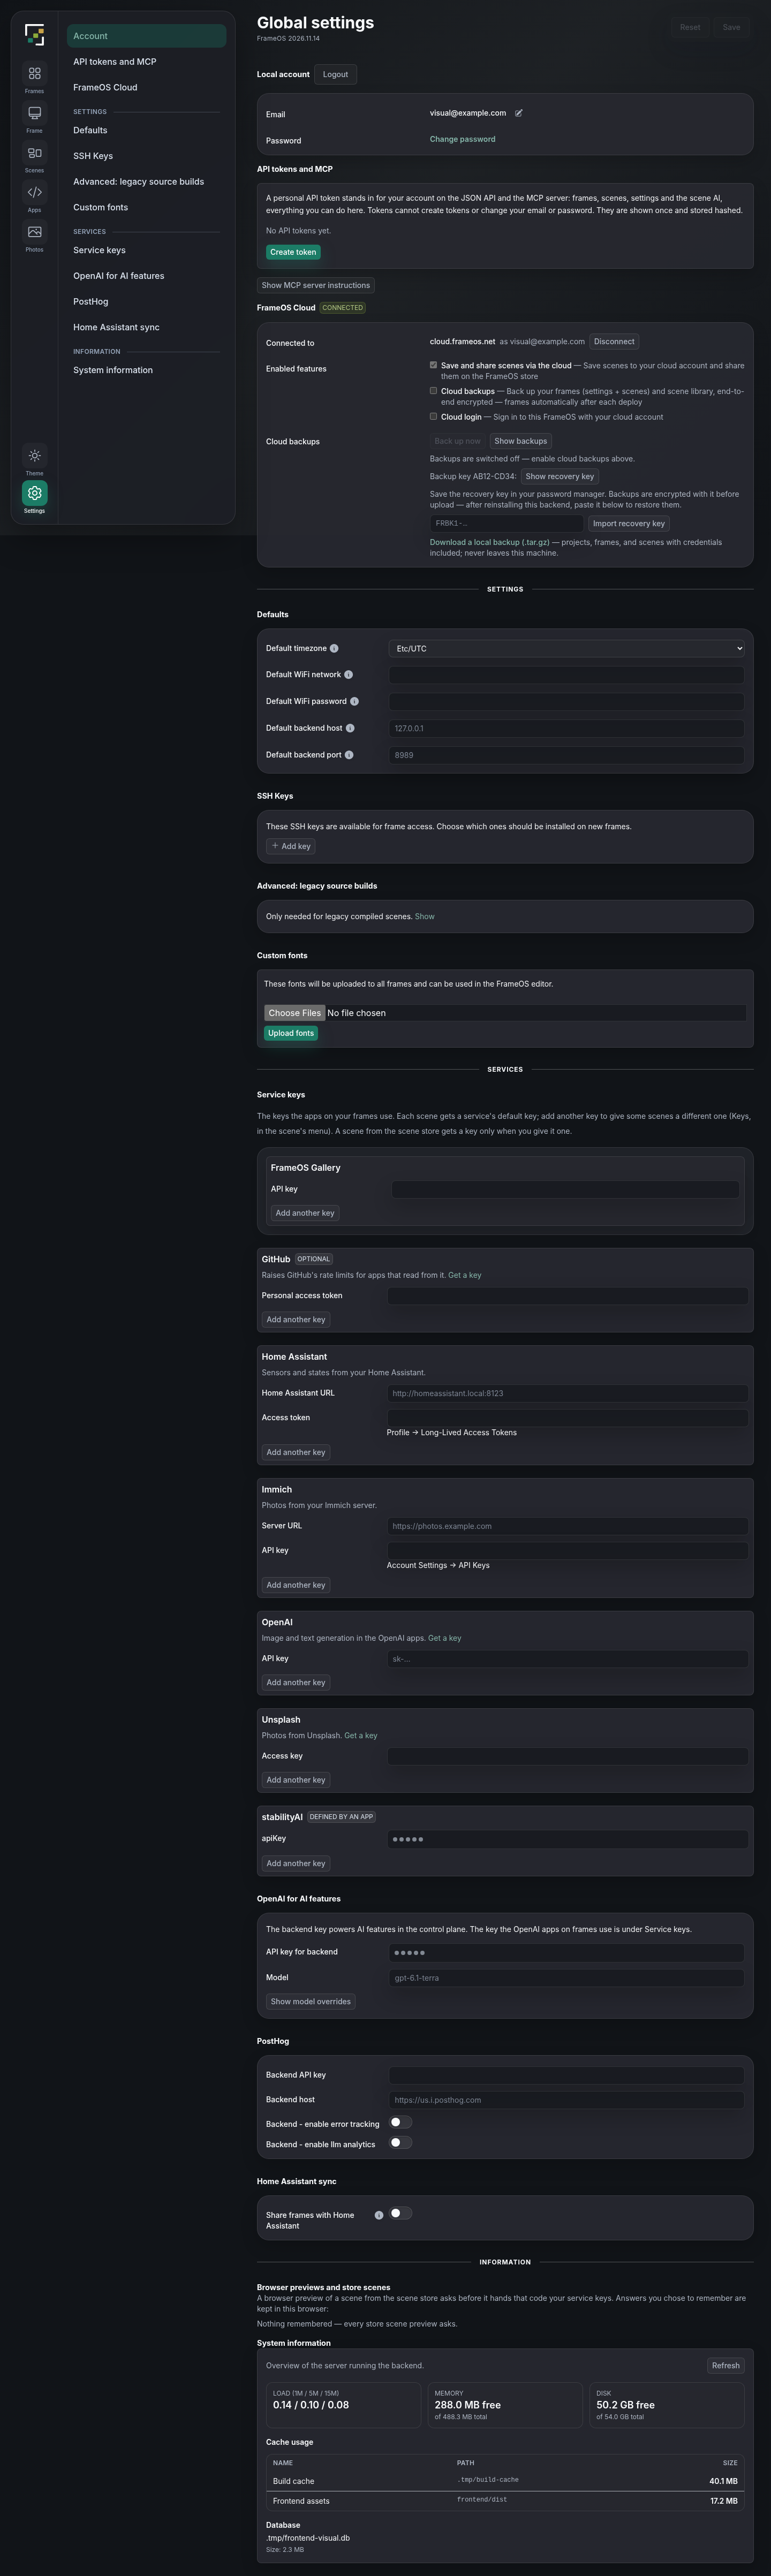 Frames
Frame
Scenes
Apps
Photos
Theme
Settings
Account
API tokens and MCP
FrameOS Cloud
SETTINGS
Defaults
SSH Keys
Advanced: legacy source builds
Custom fonts
SERVICES
Service keys
OpenAI for AI features
PostHog
Home Assistant sync
INFORMATION
System information
Global settings
FrameOS 2026.11.14
Reset
Save
Local account
Logout
Email
visual@example.com
Password
Change password
API tokens and MCP
A personal API token stands in for your account on the JSON API and the MCP server: frames, scenes, settings and the scene AI,
everything you can do here. Tokens cannot create tokens or change your email or password. They are shown once and stored hashed.
No API tokens yet.
Create token
Show MCP server instructions
FrameOS Cloud CONNECTED
Connected to
cloud.frameos.net as visual@example.com Disconnect
Enabled features
Save and share scenes via the cloud — Save scenes to your cloud account and share
them on the FrameOS store
Cloud backups — Back up your frames (settings + scenes) and scene library, end-to-
end encrypted — frames automatically after each deploy
Cloud login — Sign in to this FrameOS with your cloud account
Cloud backups
Back up now Show backups
Backups are switched off — enable cloud backups above.
Backup key AB12-CD34: Show recovery key
Save the recovery key in your password manager. Backups are encrypted with it before
upload — after reinstalling this backend, paste it below to restore them.
FRBK1-… Import recovery key
Download a local backup (.tar.gz) — projects, frames, and scenes with credentials
included; never leaves this machine.
SETTINGS
Defaults
Default timezone
Etc/UTC
Default WiFi network
Default WiFi password
Default backend host
127.0.0.1
Default backend port
8989
SSH Keys
These SSH keys are available for frame access. Choose which ones should be installed on new frames.
Add key
Advanced: legacy source builds
Only needed for legacy compiled scenes. Show
Custom fonts
These fonts will be uploaded to all frames and can be used in the FrameOS editor.
Choose Files No file chosen
Upload fonts
SERVICES
Service keys
The keys the apps on your frames use. Each scene gets a service's default key; add another key to give some scenes a different one (Keys,
in the scene's menu). A scene from the scene store gets a key only when you give it one.
FrameOS Gallery
API key
Add another key
GitHub OPTIONAL
Raises GitHub's rate limits for apps that read from it. Get a key
Personal access token
Add another key
Home Assistant
Sensors and states from your Home Assistant.
Home Assistant URL
http://homeassistant.local:8123
Access token
Profile → Long-Lived Access Tokens
Add another key
Immich
Photos from your Immich server.
Server URL
https://photos.example.com
API key
Account Settings → API Keys
Add another key
OpenAI
Image and text generation in the OpenAI apps. Get a key
API key
sk-...
Add another key
Unsplash
Photos from Unsplash. Get a key
Access key
Add another key
stabilityAI DEFINED BY AN APP
apiKey
●●●●●
Add another key
OpenAI for AI features
The backend key powers AI features in the control plane. The key the OpenAI apps on frames use is under Service keys.
API key for backend
●●●●●
Model
gpt-6.1-terra
Show model overrides
PostHog
Backend API key
Backend host
https://us.i.posthog.com
Backend - enable error tracking
Backend - enable llm analytics
Home Assistant sync
Share frames with Home
Assistant
INFORMATION
Browser previews and store scenes
A browser preview of a scene from the scene store asks before it hands that code your service keys. Answers you chose to remember are
kept in this browser:
Nothing remembered — every store scene preview asks.
System information
Overview of the server running the backend.
Refresh
LOAD (1M / 5M / 15M)
0.14 / 0.10 / 0.08
MEMORY
288.0 MB free
of 488.3 MB total
DISK
50.2 GB free
of 54.0 GB total
Cache usage
NAME PATH SIZE
Build cache .tmp/build-cache 40.1 MB
Frontend assets frontend/dist 17.2 MB
Database
.tmp/frontend-visual.db
Size: 2.3 MB